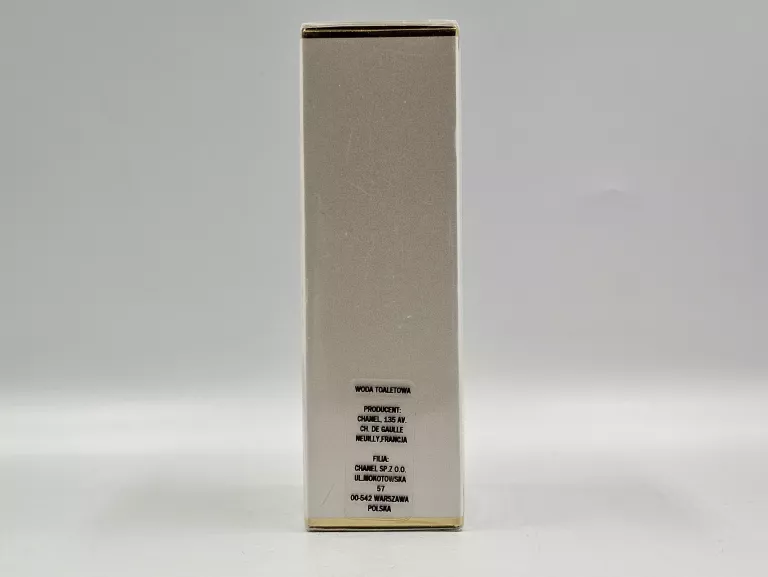 WODA TOALETOWA
PRODUCENT:
CHANEL, 135 AV.
CH. DE GAULLE
NEUILLY,FRANCJA
FILIA:
CHANEL SP.Z O.O.
UL.MOKOTOWSKA
57
00-542 WARSZAWA
POLSKA